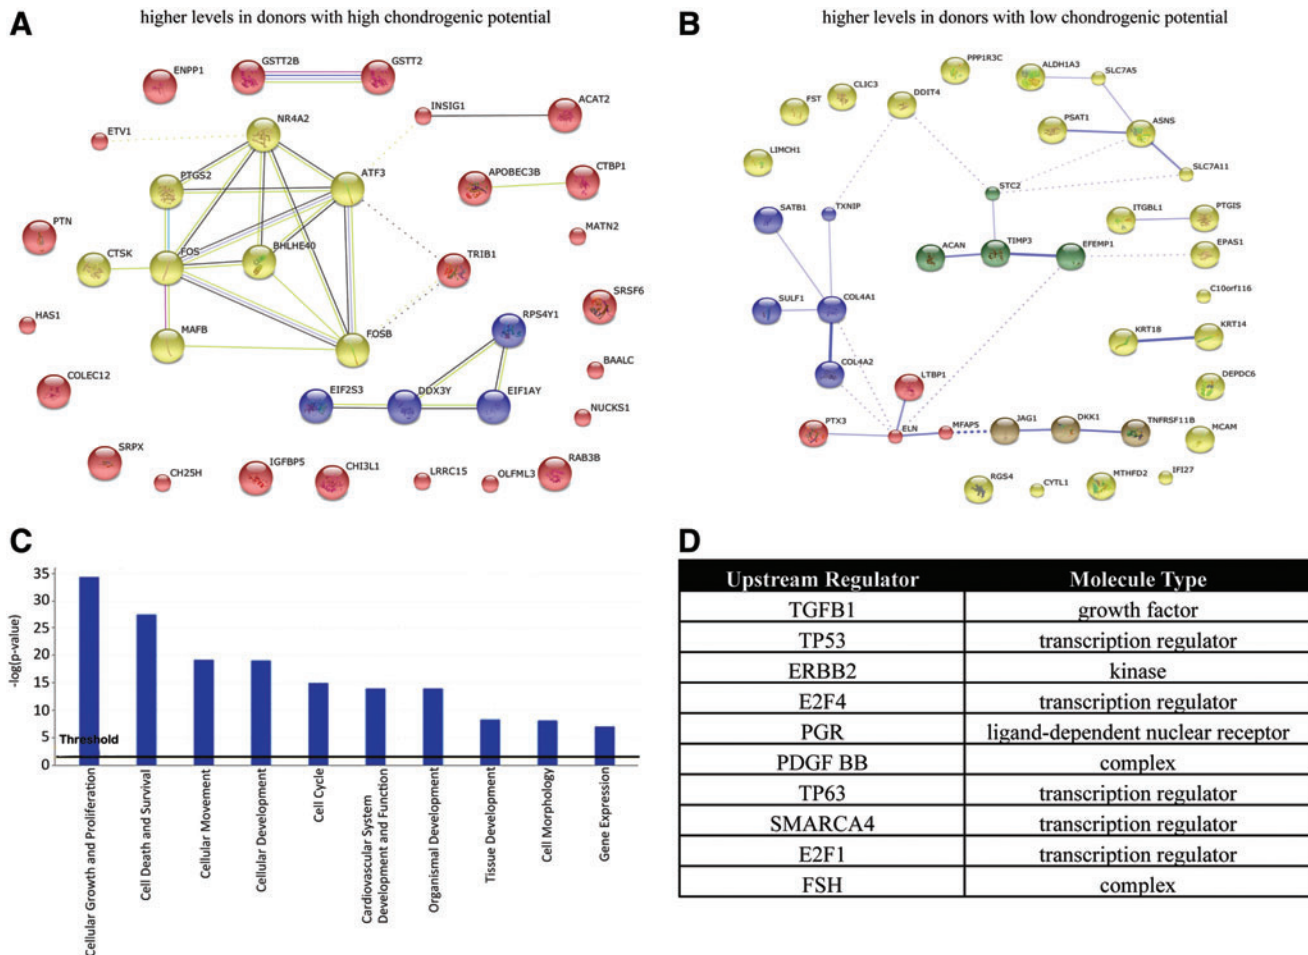 A
higher levels in donors with high chondrogenic potential
ENPP1
GSTT2B
GSTT2
INSIG1
ACAT2
ETV1
NR4A2
PTGS2
ATF3
APOBEC3B
CTBP1
PTN
MATN2
CTSK
FOS
BHLHE40
TRIB1
SRSF6
HAS1
MAFB
FOSB
RPS4Y1
BAALC
COLEC12
EIF2S3
DDX3Y
EIF1AY
NUCKS1
SRPX
CH25H
IGFBP5
CHI3L1
LRRC15
OLFML3
RAB3B
B
higher levels in donors with low chondrogenic potential
PPP1R3C
ALDH1A3
SLC7A5
CLIC3
FST
DDIT4
PSAT1
ASNS
LIMCH1
SLC7A11
STC2
SATB1
TXNIP
ITGBL1
PTGIS
ACAN
TIMP3
EFEMP1
EPAS1
C10orf116
SULF1
COL4A1
KRT18
KRT14
COL4A2
LTBP1
DEPDC6
PTX3
ELN
MFAP5
JAG1
DKK1
TNFRSF11B
MCAM
RGS4
CYTL1
MTHFD2
IFI27
C
-log(p-value)
35
30
25
20
15
10
5
0
Threshold
Cellular Growth and Proliferation
Cell Death and Survival
Cellular Movement
Cellular Development
Cell Cycle
Cardiovascular System
Development and Function
Organismal Development
Tissue Development
Cell Morphology
Gene Expression
D
Upstream Regulator Molecule Type
TGFB1 growth factor
TP53 transcription regulator
ERBB2 kinase
E2F4 transcription regulator
PGR ligand-dependent nuclear receptor
PDGF BB complex
TP63 transcription regulator
SMARCA4 transcription regulator
E2F1 transcription regulator
FSH complex